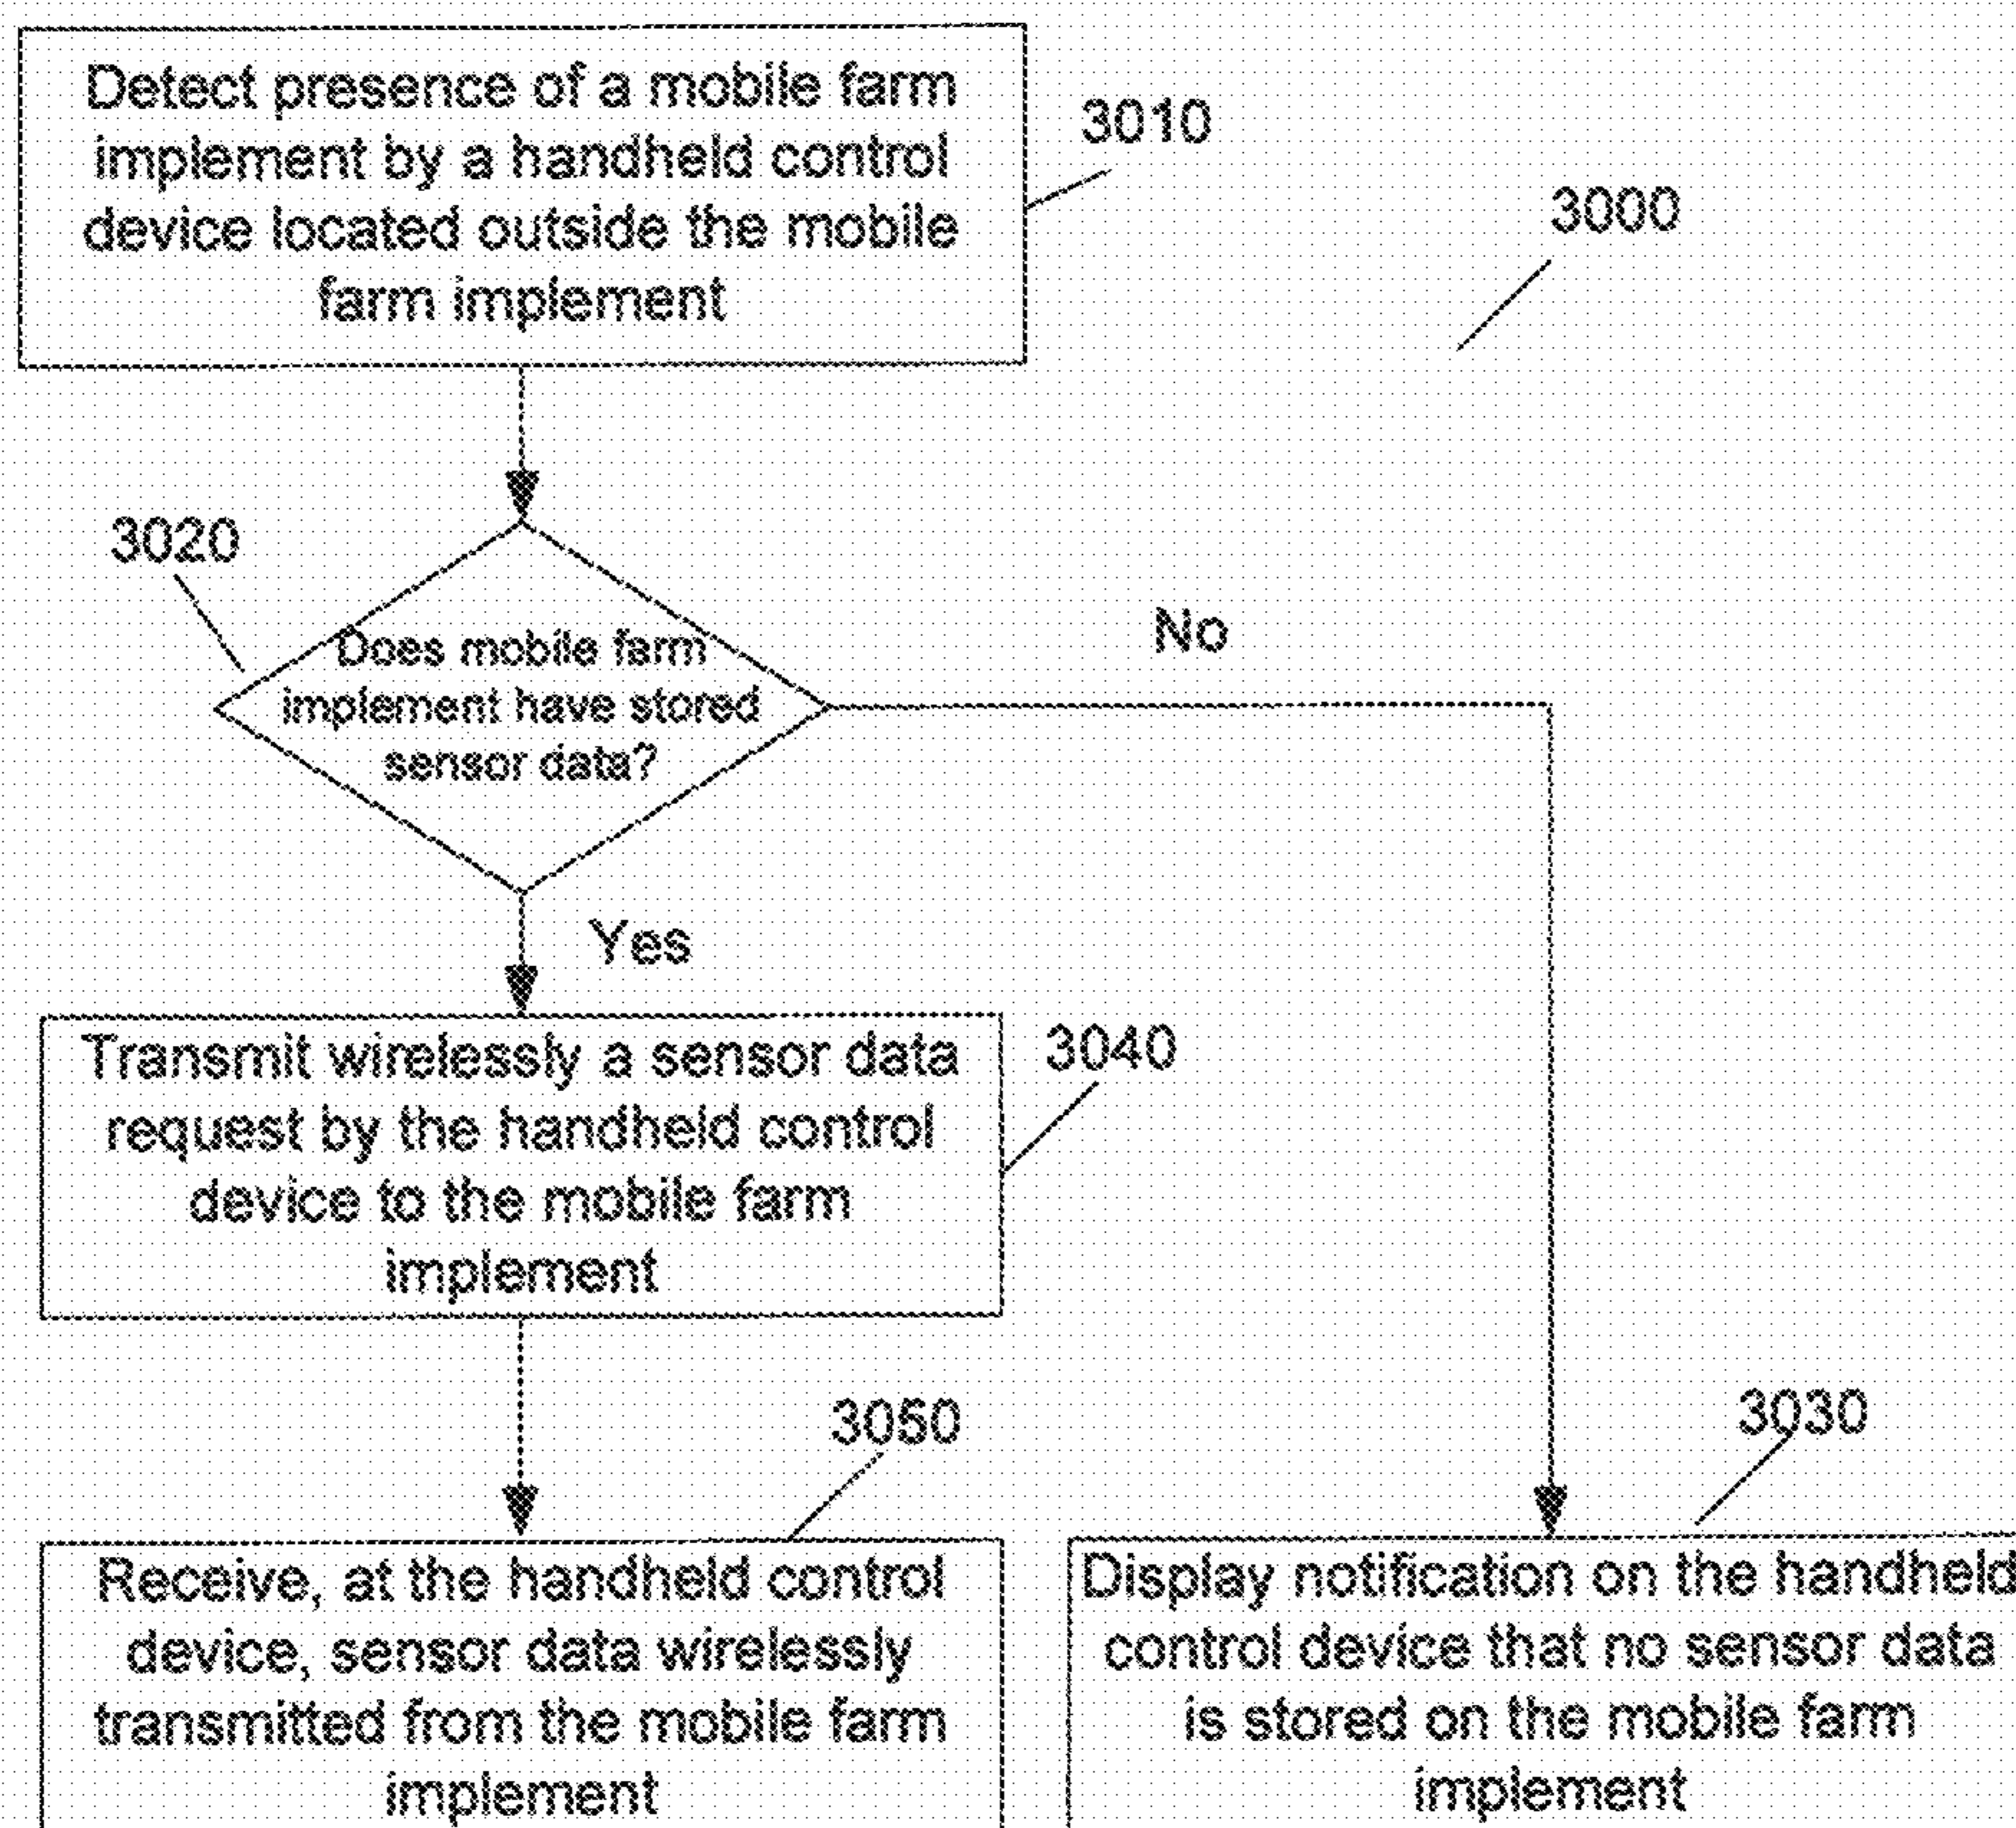 Detect presence of a mobile farm
implement by a handheld control
device located outside the mobile
farm implement
3010
3000
3020
Does mobile farm
implement have stored
sensor data?
No
Yes
Transmit wirelessly a sensor data
request by the handheld control
device to the mobile farm
implement
3040
3050
Receive, at the handheld control
device, sensor data wirelessly
transmitted from the mobile farm
implement
3030
Display notification on the handheld
control device that no sensor data
is stored on the mobile farm
implement